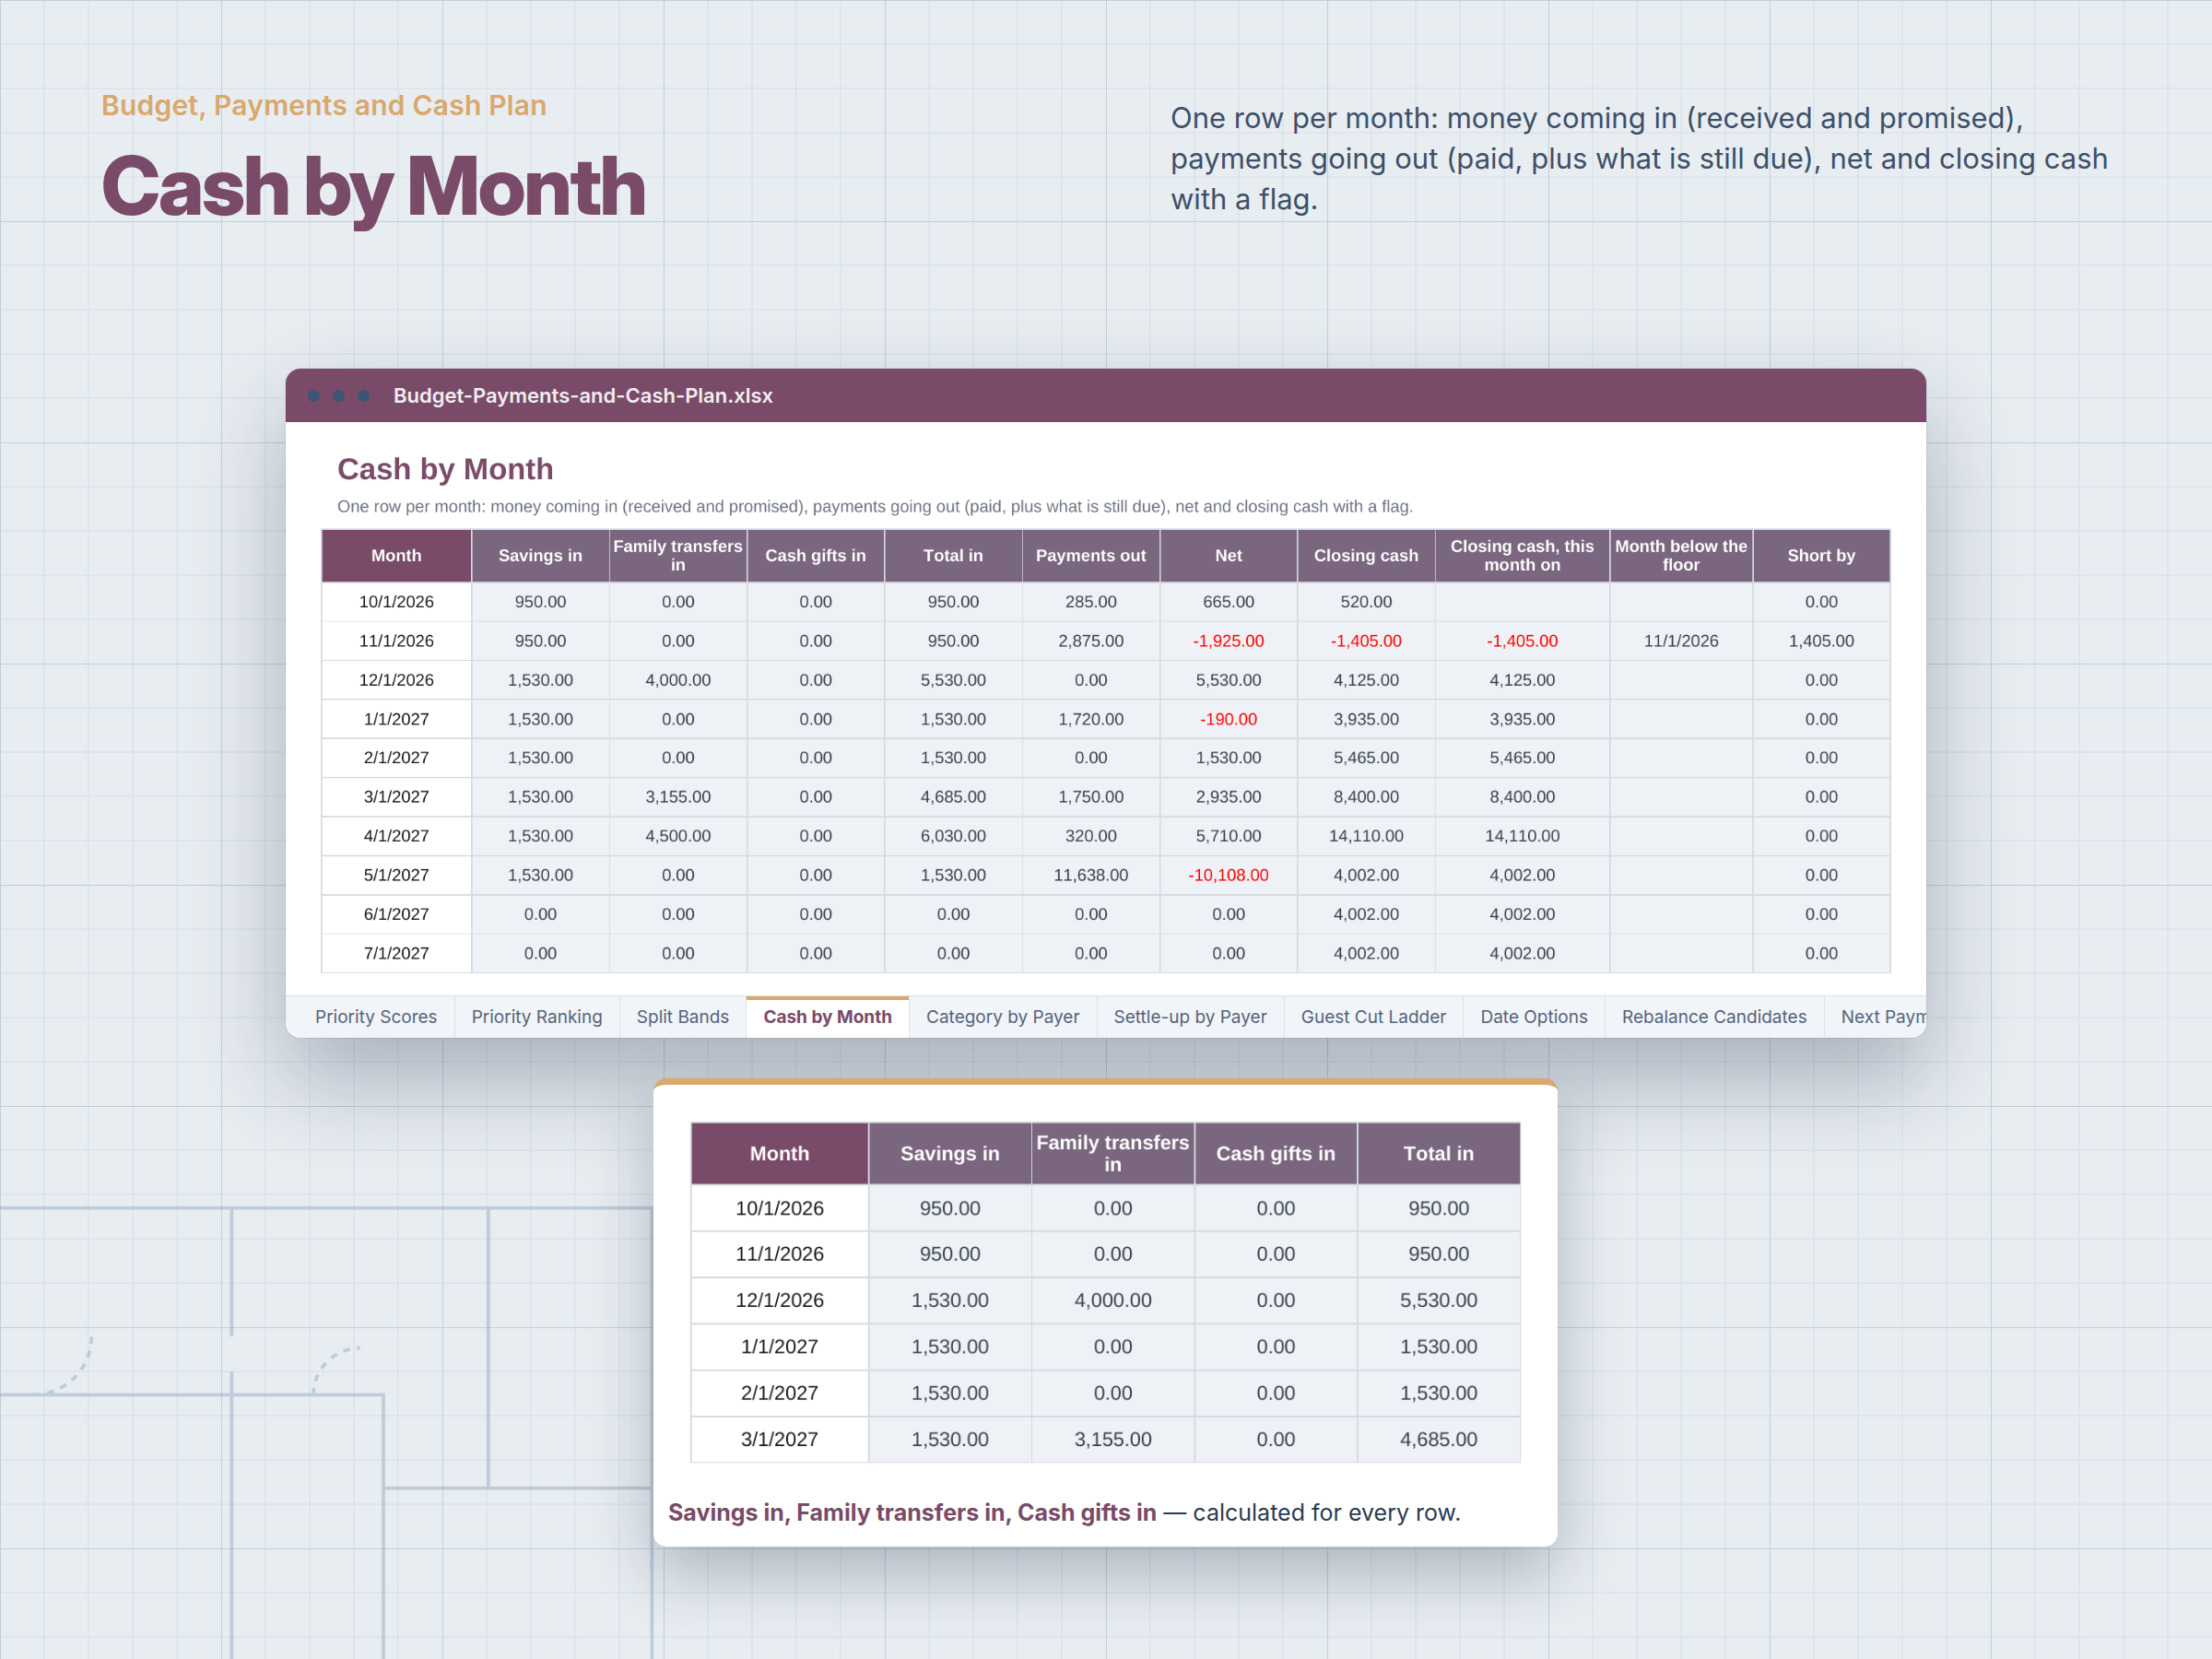 Budget, Payments and Cash Plan
Cash by Month
One row per month: money coming in (received and promised),
payments going out (paid, plus what is still due), net and closing cash
with a flag.
Budget-Payments-and-Cash-Plan.xlsx
Cash by Month
One row per month: money coming in (received and promised), payments going out (paid, plus what is still due), net and closing cash with a flag.
Month Savings in Family transfers in Cash gifts in Total in Payments out Net Closing cash Closing cash, this month on Month below the floor Short by
10/1/2026 950.00 0.00 0.00 950.00 285.00 665.00 520.00 0.00
11/1/2026 950.00 0.00 0.00 950.00 2,875.00 -1,925.00 -1,405.00 -1,405.00 11/1/2026 1,405.00
12/1/2026 1,530.00 4,000.00 0.00 5,530.00 0.00 5,530.00 4,125.00 4,125.00 0.00
1/1/2027 1,530.00 0.00 0.00 1,530.00 1,720.00 -190.00 3,935.00 3,935.00 0.00
2/1/2027 1,530.00 0.00 0.00 1,530.00 0.00 1,530.00 5,465.00 5,465.00 0.00
3/1/2027 1,530.00 3,155.00 0.00 4,685.00 1,750.00 2,935.00 8,400.00 8,400.00 0.00
4/1/2027 1,530.00 4,500.00 0.00 6,030.00 320.00 5,710.00 14,110.00 14,110.00 0.00
5/1/2027 1,530.00 0.00 0.00 1,530.00 11,638.00 -10,108.00 4,002.00 4,002.00 0.00
6/1/2027 0.00 0.00 0.00 0.00 0.00 0.00 4,002.00 4,002.00 0.00
7/1/2027 0.00 0.00 0.00 0.00 0.00 0.00 4,002.00 4,002.00 0.00
Priority Scores Priority Ranking Split Bands Cash by Month Category by Payer Settle-up by Payer Guest Cut Ladder Date Options Rebalance Candidates Next Paym
Month Savings in Family transfers in Cash gifts in Total in
10/1/2026 950.00 0.00 0.00 950.00
11/1/2026 950.00 0.00 0.00 950.00
12/1/2026 1,530.00 4,000.00 0.00 5,530.00
1/1/2027 1,530.00 0.00 0.00 1,530.00
2/1/2027 1,530.00 0.00 0.00 1,530.00
3/1/2027 1,530.00 3,155.00 0.00 4,685.00
Savings in, Family transfers in, Cash gifts in — calculated for every row.